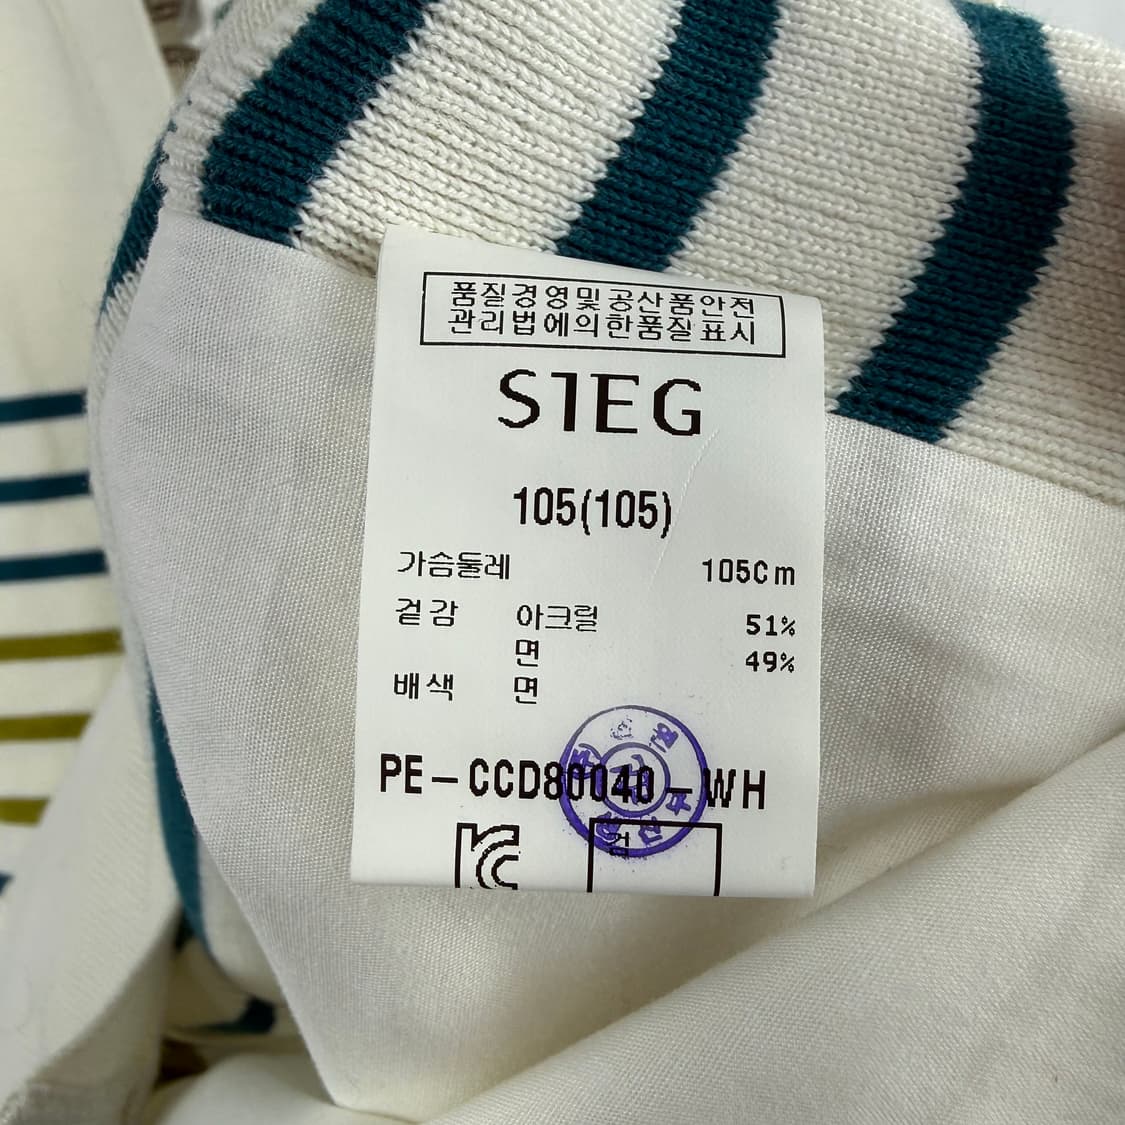 품질경영및공산품안전
관리법에의한품질표시
SIEG
105(105)
가슴둘레 105Cm
겉감 아크릴 51%
면 49%
배색 면
PE-CCD80040-WH
검